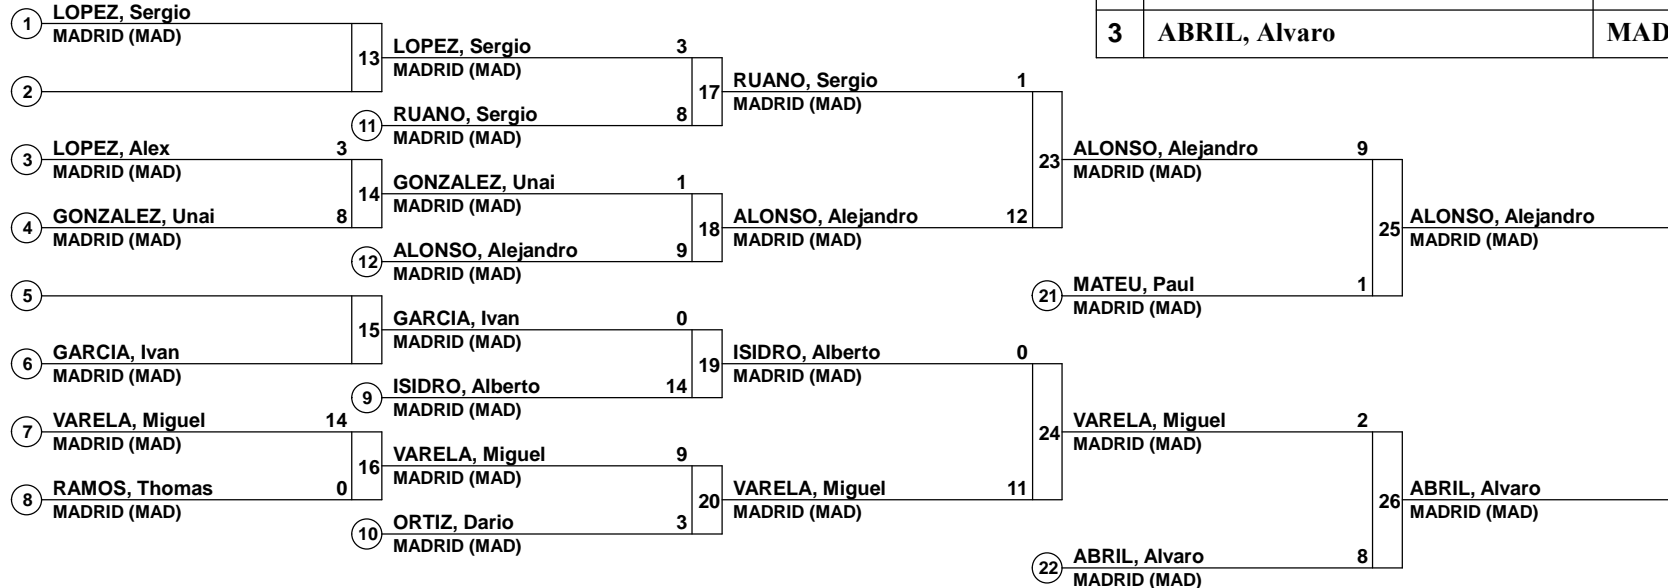 3 ABRIL, Alvaro MAD
1 LOPEZ, Sergio
MADRID (MAD)
2
3 LOPEZ, Alex 3
MADRID (MAD)
4 GONZALEZ, Unai 8
MADRID (MAD)
5
6 GARCIA, Ivan
MADRID (MAD)
7 VARELA, Miguel 14
MADRID (MAD)
8 RAMOS, Thomas 0
MADRID (MAD)
13 LOPEZ, Sergio 3
MADRID (MAD)
11 RUANO, Sergio 8
MADRID (MAD)
14 GONZALEZ, Unai 1
MADRID (MAD)
12 ALONSO, Alejandro 9
MADRID (MAD)
15 GARCIA, Ivan 0
MADRID (MAD)
9 ISIDRO, Alberto 14
MADRID (MAD)
16 VARELA, Miguel 9
MADRID (MAD)
10 ORTIZ, Dario 3
MADRID (MAD)
17 RUANO, Sergio 1
MADRID (MAD)
18 ALONSO, Alejandro 12
MADRID (MAD)
19 ISIDRO, Alberto 0
MADRID (MAD)
20 VARELA, Miguel 11
MADRID (MAD)
23 ALONSO, Alejandro 9
MADRID (MAD)
21 MATEU, Paul 1
MADRID (MAD)
24 VARELA, Miguel 2
MADRID (MAD)
22 ABRIL, Alvaro 8
MADRID (MAD)
25 ALONSO, Alejandro
MADRID (MAD)
26 ABRIL, Alvaro
MADRID (MAD)